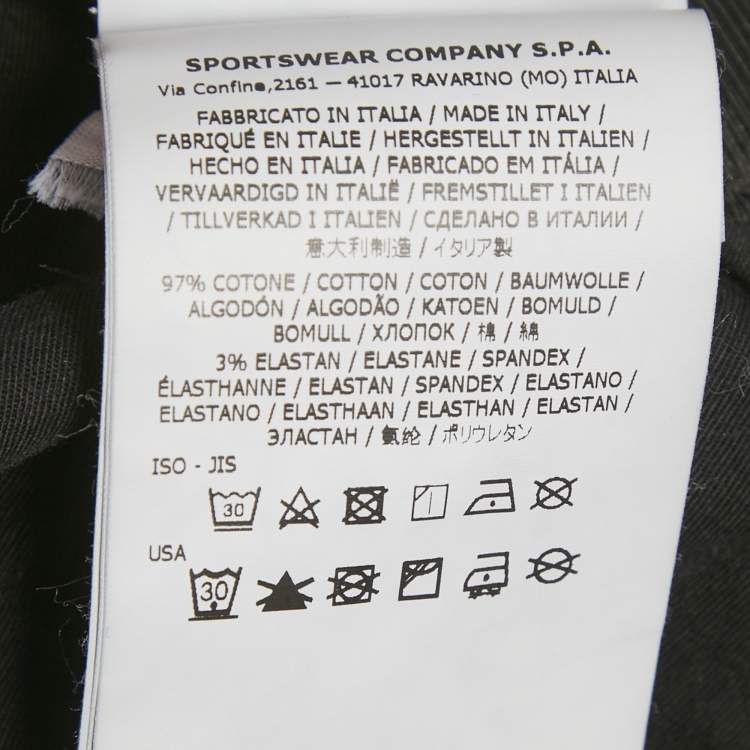 SPORTSWEAR COMPANY S.P.A.
Via Confine,2161 — 41017 RAVARINO (MO) ITALIA
FABBRICATO IN ITALIA / MADE IN ITALY /
FABRIQUÉ EN ITALIE / HERGESTELLT IN ITALIEN /
HECHO EN ITALIA / FABRICADO EM ITÁLIA /
VERVAARDIGD IN ITALIË / FREMSTILLET I ITALIEN
/ TILLVERKAD I ITALIEN / СДЕЛАНО В ИТАЛИИ /
意大利制造 / イタリア製
97% COTONE / COTTON / COTON / BAUMWOLLE /
ALGODÓN / ALGODÃO / KATOEN / BOMULD /
BOMULL / ХЛОПОК / 棉 / 綿
3% ELASTAN / ELASTANE / SPANDEX /
ÉLASTHANNE / ELASTAN / SPANDEX / ELASTANO /
ELASTANO / ELASTHAAN / ELASTHAN / ELASTAN /
ЭЛАСТАН / 氨纶 / ポリウレタン
ISO - JIS
30
USA
30